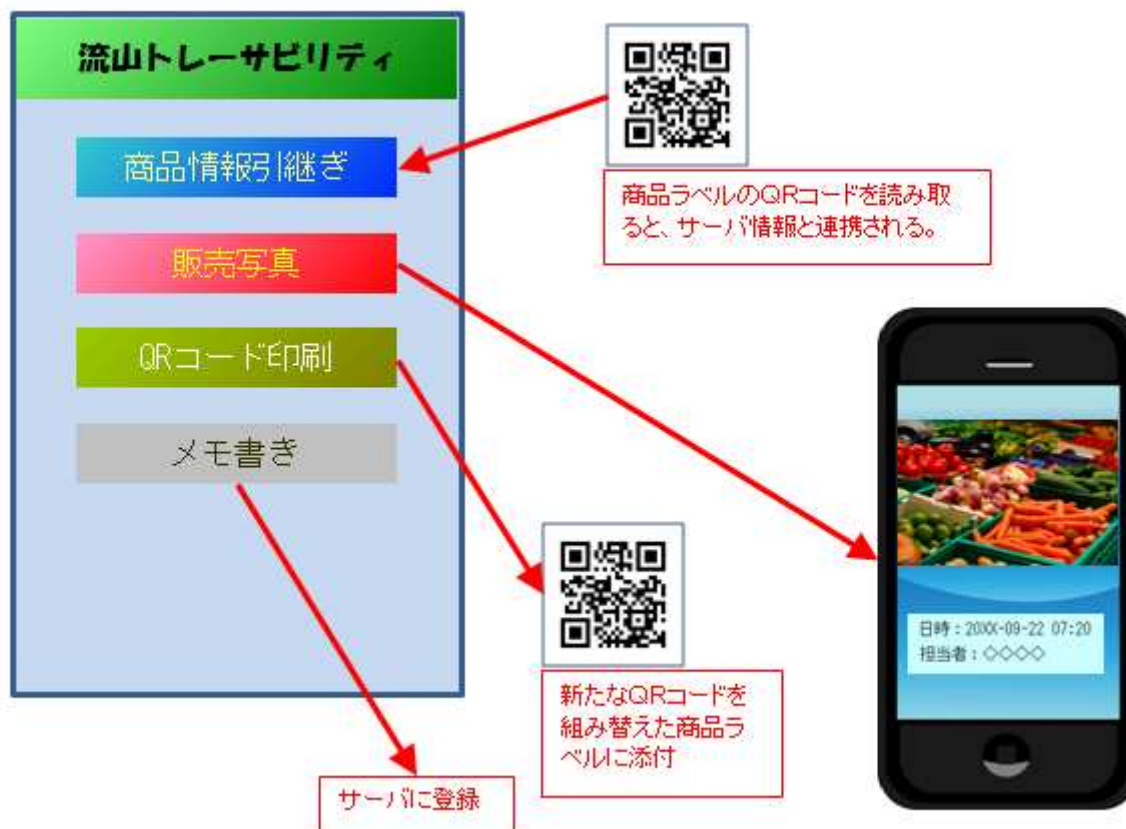 流山トレーサビリティ
商品情報引継ぎ
商品ラベルのQRコードを読み取
ると、サーバ情報と連携される。
販売写真
QRコード印刷
メモ書き
日時：20XX-09-22 07:20
担当者：◇◇◇◇
新たなQRコードを
組み替えた商品ラ
ベルに添付
サーバに登録